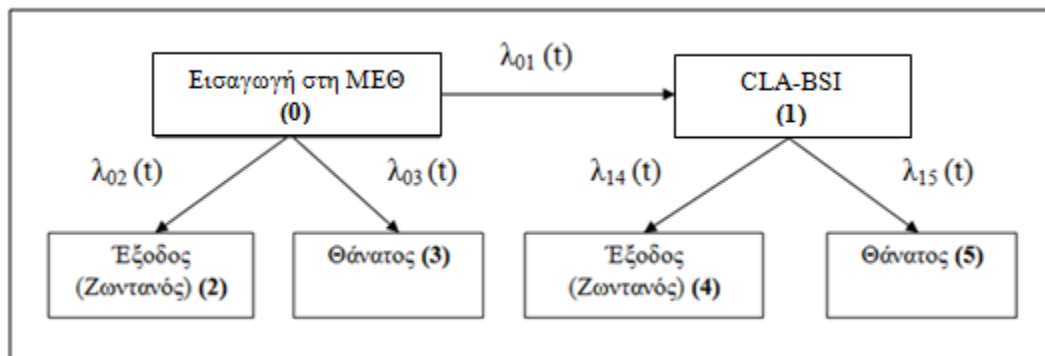 λ01 (t)
Εισαγωγή στη ΜΕΘ
(0)
CLA-BSI
(1)
λ02 (t)
λ03 (t)
λ14 (t)
λ15 (t)
Έξοδος
(Ζωντανός) (2)
Θάνατος (3)
Έξοδος
(Ζωντανός) (4)
Θάνατος (5)